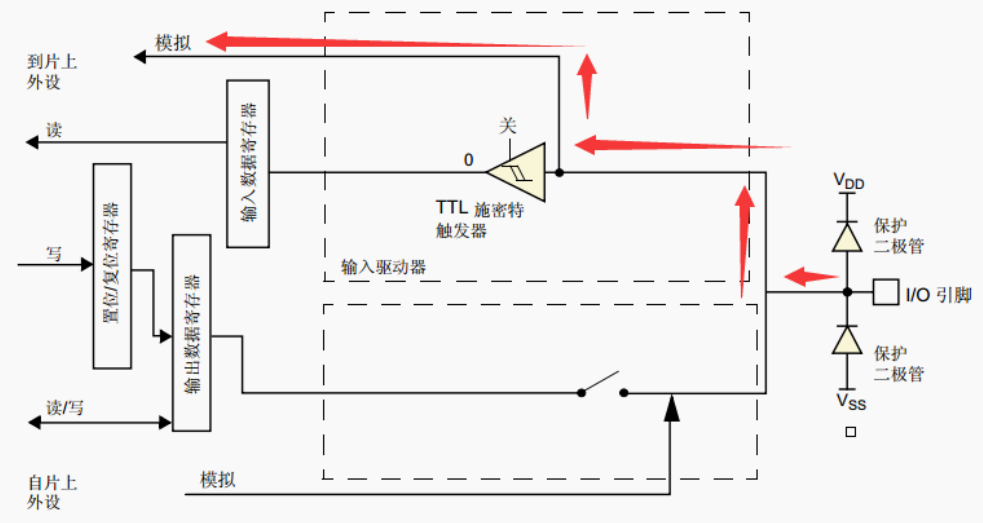 模拟
到片上
外设
读
关
0
TTL 施密特
触发器
输入数据寄存器
输入驱动器
写
置位/复位寄存器
输出数据寄存器
读/写
自片上
外设
模拟
VDD
保护
二极管
I/O 引脚
保护
二极管
VSS